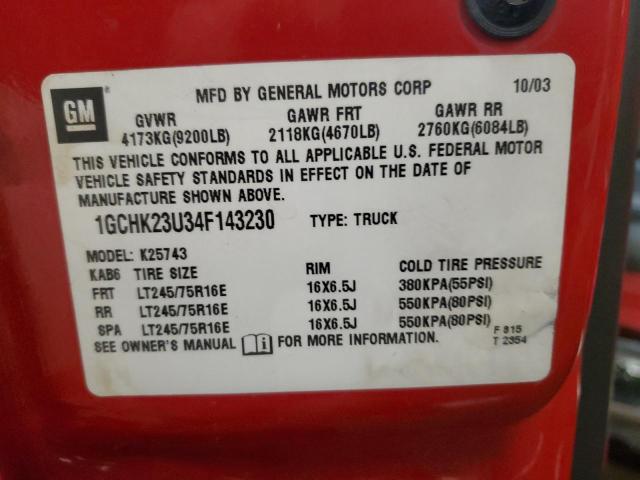 GM
MFD BY GENERAL MOTORS CORP 10/03
GVWR GAWR FRT GAWR RR
4173KG(9200LB) 2118KG(4670LB) 2760KG(6084LB)
THIS VEHICLE CONFORMS TO ALL APPLICABLE U.S. FEDERAL MOTOR
VEHICLE SAFETY STANDARDS IN EFFECT ON THE DATE OF
MANUFACTURE SHOWN ABOVE.
1GCHK23U34F143230 TYPE: TRUCK
MODEL: K25743
KAB6 TIRE SIZE RIM COLD TIRE PRESSURE
FRT LT245/75R16E 16X6.5J 380KPA(55PSI)
RR LT245/75R16E 16X6.5J 550KPA(80PSI)
SPA LT245/75R16E 16X6.5J 550KPA(80PSI)
SEE OWNER'S MANUAL i FOR MORE INFORMATION.
F 315
T 2354